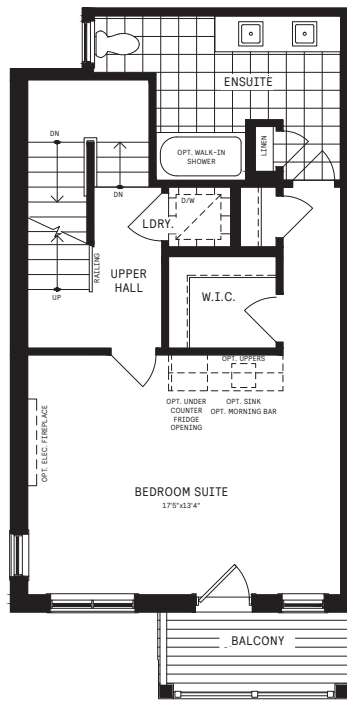 ENSUITE
DN
OPT. WALK-IN
SHOWER
LINEN
DN
D/W
LDRY.
RAILING
UPPER
HALL
UP
W.I.C.
OPT. UPPERS
OPT. UNDER
COUNTER
FRIDGE
OPENING
OPT. SINK
OPT. MORNING BAR
OPT. ELEC. FIREPLACE
BEDROOM SUITE
17'5"x13'4"
BALCONY